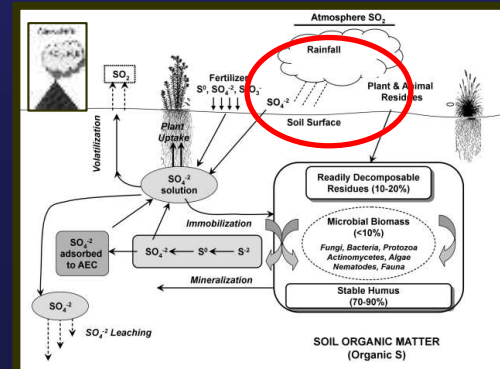 Atmosphere SO₂
Rainfall
SO₂
Fertilizer
S⁰, SO₄⁻²,
SO₄⁻²
Plant & Animal
Residues
Soil Surface
Volatilization
Plant
Uptake
SO₄⁻²
solution
Immobilization
Readily Decomposable
Residues (10-20%)
Microbial Biomass
(<10%)
Fungi, Bacteria, Protozoa
Actinomycetes, Algae
Nematodes, Fauna
Stable Humus
(70-90%)
SO₄⁻²
adsorbed
to AEC
SO₄⁻² S⁰ S⁻²
Mineralization
SO₄⁻²
SO₄⁻² Leaching
SOIL ORGANIC MATTER
(Organic S)